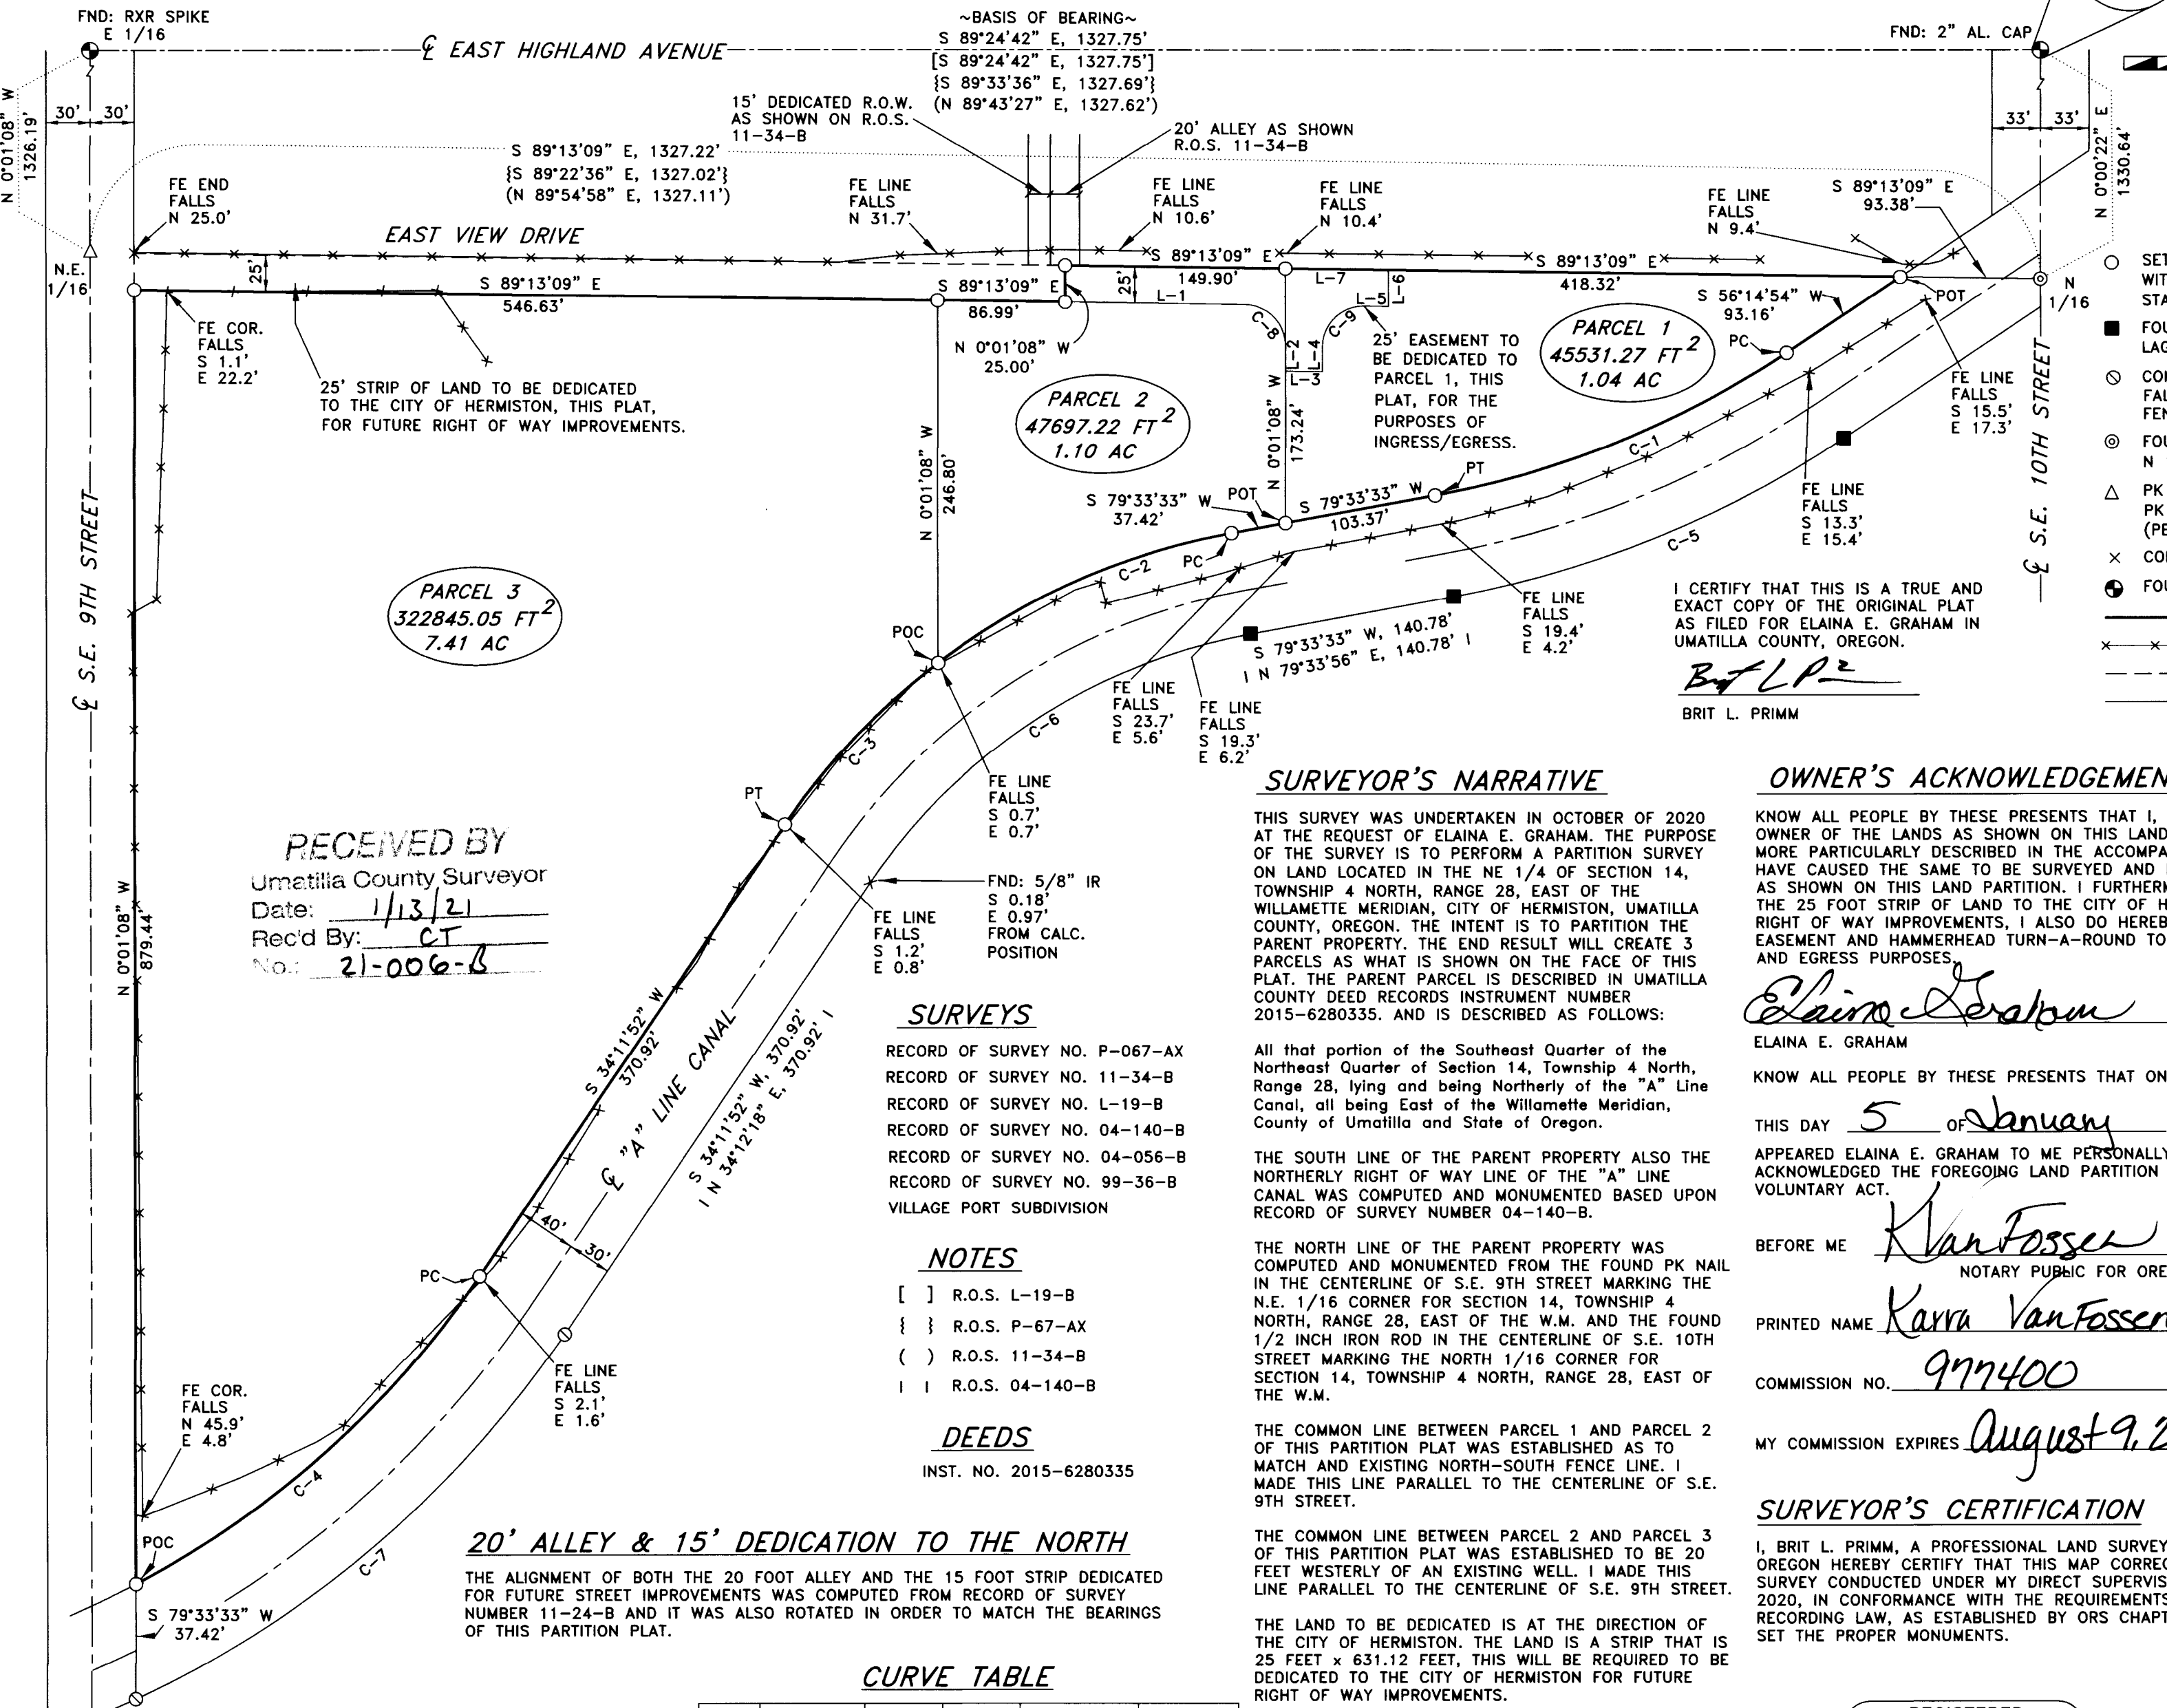 FND: RXR SPIKE
E 1/16
℄ EAST HIGHLAND AVENUE
~BASIS OF BEARING~
S 89°24'42" E, 1327.75'
[S 89°24'42" E, 1327.75']
{S 89°33'36" E, 1327.69'}
(N 89°43'27" E, 1327.62')
FND: 2" AL. CAP
N 0°01'08" W
1326.19'
30'
30'
33'
33'
N 0°00'22" E
1330.64'
15' DEDICATED R.O.W.
AS SHOWN ON R.O.S.
11-34-B
20' ALLEY AS SHOWN
R.O.S. 11-34-B
S 89°13'09" E, 1327.22'
{S 89°22'36" E, 1327.02'}
(N 89°54'58" E, 1327.11')
FE END
FALLS
N 25.0'
FE LINE
FALLS
N 31.7'
FE LINE
FALLS
N 10.6'
FE LINE
FALLS
N 10.4'
FE LINE
FALLS
N 9.4'
S 89°13'09" E
93.38'
EAST VIEW DRIVE
N.E.
1/16
25'
S 89°13'09" E
546.63'
S 89°13'09" E
86.99'
S 89°13'09" E
149.90'
25'
L-1
L-7
L-5
L-6
S 89°13'09" E
418.32'
N
1/16
POT
S 56°14'54" W
93.16'
PC
FE COR.
FALLS
S 1.1'
E 22.2'
25' STRIP OF LAND TO BE DEDICATED
TO THE CITY OF HERMISTON, THIS PLAT,
FOR FUTURE RIGHT OF WAY IMPROVEMENTS.
N 0°01'08" W
25.00'
C-8
C-9
L-2
L-4
L-3
25' EASEMENT TO
BE DEDICATED TO
PARCEL 1, THIS
PLAT, FOR THE
PURPOSES OF
INGRESS/EGRESS.
PARCEL 1
45531.27 FT2
1.04 AC
PARCEL 2
47697.22 FT2
1.10 AC
N 0°01'08" W
173.24'
FE LINE
FALLS
S 15.5'
E 17.3'
℄ S.E. 10TH STREET
N 0°01'08" W
246.80'
C-1
PT
S 79°33'33" W
37.42'
POT
S 79°33'33" W
103.37'
PC
C-2
FE LINE
FALLS
S 13.3'
E 15.4'
C-5
SET
WIT
STA
FOU
LAG
CO
FAL
FEN
FOU
N
PK
PK
(PE
CO
FOU
℄ S.E. 9TH STREET
PARCEL 3
322845.05 FT2
7.41 AC
POC
S 79°33'33" W, 140.78'
I N 79°33'56" E, 140.78' I
FE LINE
FALLS
S 19.4'
E 4.2'
FE LINE
FALLS
S 23.7'
E 5.6'
FE LINE
FALLS
S 19.3'
E 6.2'
C-6
I CERTIFY THAT THIS IS A TRUE AND
EXACT COPY OF THE ORIGINAL PLAT
AS FILED FOR ELAINA E. GRAHAM IN
UMATILLA COUNTY, OREGON.
BRIT L. PRIMM
C-3
PT
FE LINE
FALLS
S 0.7'
E 0.7'
FE LINE
FALLS
S 1.2'
E 0.8'
FND: 5/8" IR
S 0.18'
E 0.97'
FROM CALC.
POSITION
RECEIVED BY
Umatilla County Surveyor
Date: 1/13/21
Rec'd By: CT
No.: 21-006-B
N 0°01'08" W
879.44'
S 34°11'52" W
370.92'
℄ "A" LINE CANAL
S 34°11'52" W, 370.92'
I N 34°12'18" E, 370.92' I
40'
30'
PC
FE LINE
FALLS
S 2.1'
E 1.6'
FE COR.
FALLS
N 45.9'
E 4.8'
C-4
C-7
POC
S 79°33'33" W
37.42'
SURVEYS
RECORD OF SURVEY NO. P-067-AX
RECORD OF SURVEY NO. 11-34-B
RECORD OF SURVEY NO. L-19-B
RECORD OF SURVEY NO. 04-140-B
RECORD OF SURVEY NO. 04-056-B
RECORD OF SURVEY NO. 99-36-B
VILLAGE PORT SUBDIVISION
NOTES
[ ] R.O.S. L-19-B
{ } R.O.S. P-67-AX
( ) R.O.S. 11-34-B
I I R.O.S. 04-140-B
DEEDS
INST. NO. 2015-6280335
20' ALLEY & 15' DEDICATION TO THE NORTH
THE ALIGNMENT OF BOTH THE 20 FOOT ALLEY AND THE 15 FOOT STRIP DEDICATED
FOR FUTURE STREET IMPROVEMENTS WAS COMPUTED FROM RECORD OF SURVEY
NUMBER 11-24-B AND IT WAS ALSO ROTATED IN ORDER TO MATCH THE BEARINGS
OF THIS PARTITION PLAT.
CURVE TABLE
SURVEYOR'S NARRATIVE
THIS SURVEY WAS UNDERTAKEN IN OCTOBER OF 2020
AT THE REQUEST OF ELAINA E. GRAHAM. THE PURPOSE
OF THE SURVEY IS TO PERFORM A PARTITION SURVEY
ON LAND LOCATED IN THE NE 1/4 OF SECTION 14,
TOWNSHIP 4 NORTH, RANGE 28, EAST OF THE
WILLAMETTE MERIDIAN, CITY OF HERMISTON, UMATILLA
COUNTY, OREGON. THE INTENT IS TO PARTITION THE
PARENT PROPERTY. THE END RESULT WILL CREATE 3
PARCELS AS WHAT IS SHOWN ON THE FACE OF THIS
PLAT. THE PARENT PARCEL IS DESCRIBED IN UMATILLA
COUNTY DEED RECORDS INSTRUMENT NUMBER
2015-6280335. AND IS DESCRIBED AS FOLLOWS:
All that portion of the Southeast Quarter of the
Northeast Quarter of Section 14, Township 4 North,
Range 28, lying and being Northerly of the "A" Line
Canal, all being East of the Willamette Meridian,
County of Umatilla and State of Oregon.
THE SOUTH LINE OF THE PARENT PROPERTY ALSO THE
NORTHERLY RIGHT OF WAY LINE OF THE "A" LINE
CANAL WAS COMPUTED AND MONUMENTED BASED UPON
RECORD OF SURVEY NUMBER 04-140-B.
THE NORTH LINE OF THE PARENT PROPERTY WAS
COMPUTED AND MONUMENTED FROM THE FOUND PK NAIL
IN THE CENTERLINE OF S.E. 9TH STREET MARKING THE
N.E. 1/16 CORNER FOR SECTION 14, TOWNSHIP 4
NORTH, RANGE 28, EAST OF THE W.M. AND THE FOUND
1/2 INCH IRON ROD IN THE CENTERLINE OF S.E. 10TH
STREET MARKING THE NORTH 1/16 CORNER FOR
SECTION 14, TOWNSHIP 4 NORTH, RANGE 28, EAST OF
THE W.M.
THE COMMON LINE BETWEEN PARCEL 1 AND PARCEL 2
OF THIS PARTITION PLAT WAS ESTABLISHED AS TO
MATCH AND EXISTING NORTH-SOUTH FENCE LINE. I
MADE THIS LINE PARALLEL TO THE CENTERLINE OF S.E.
9TH STREET.
THE COMMON LINE BETWEEN PARCEL 2 AND PARCEL 3
OF THIS PARTITION PLAT WAS ESTABLISHED TO BE 20
FEET WESTERLY OF AN EXISTING WELL. I MADE THIS
LINE PARALLEL TO THE CENTERLINE OF S.E. 9TH STREET.
THE LAND TO BE DEDICATED IS AT THE DIRECTION OF
THE CITY OF HERMISTON. THE LAND IS A STRIP THAT IS
25 FEET x 631.12 FEET, THIS WILL BE REQUIRED TO BE
DEDICATED TO THE CITY OF HERMISTON FOR FUTURE
RIGHT OF WAY IMPROVEMENTS.
OWNER'S ACKNOWLEDGEMEN
KNOW ALL PEOPLE BY THESE PRESENTS THAT I,
OWNER OF THE LANDS AS SHOWN ON THIS LAND
MORE PARTICULARLY DESCRIBED IN THE ACCOMPA
HAVE CAUSED THE SAME TO BE SURVEYED AND
AS SHOWN ON THIS LAND PARTITION. I FURTHERM
THE 25 FOOT STRIP OF LAND TO THE CITY OF H
RIGHT OF WAY IMPROVEMENTS, I ALSO DO HEREB
EASEMENT AND HAMMERHEAD TURN-A-ROUND TO
AND EGRESS PURPOSES.
Elaina Graham
ELAINA E. GRAHAM
KNOW ALL PEOPLE BY THESE PRESENTS THAT ON
THIS DAY 5 OF January
APPEARED ELAINA E. GRAHAM TO ME PERSONALLY
ACKNOWLEDGED THE FOREGOING LAND PARTITION
VOLUNTARY ACT.
BEFORE ME K VanFossen
NOTARY PUBLIC FOR ORE
PRINTED NAME Karra VanFossen
COMMISSION NO. 977400
MY COMMISSION EXPIRES August 9, 2
SURVEYOR'S CERTIFICATION
I, BRIT L. PRIMM, A PROFESSIONAL LAND SURVEY
OREGON HEREBY CERTIFY THAT THIS MAP CORREC
SURVEY CONDUCTED UNDER MY DIRECT SUPERVIS
2020, IN CONFORMANCE WITH THE REQUIREMENTS
RECORDING LAW, AS ESTABLISHED BY ORS CHAPT
SET THE PROPER MONUMENTS.